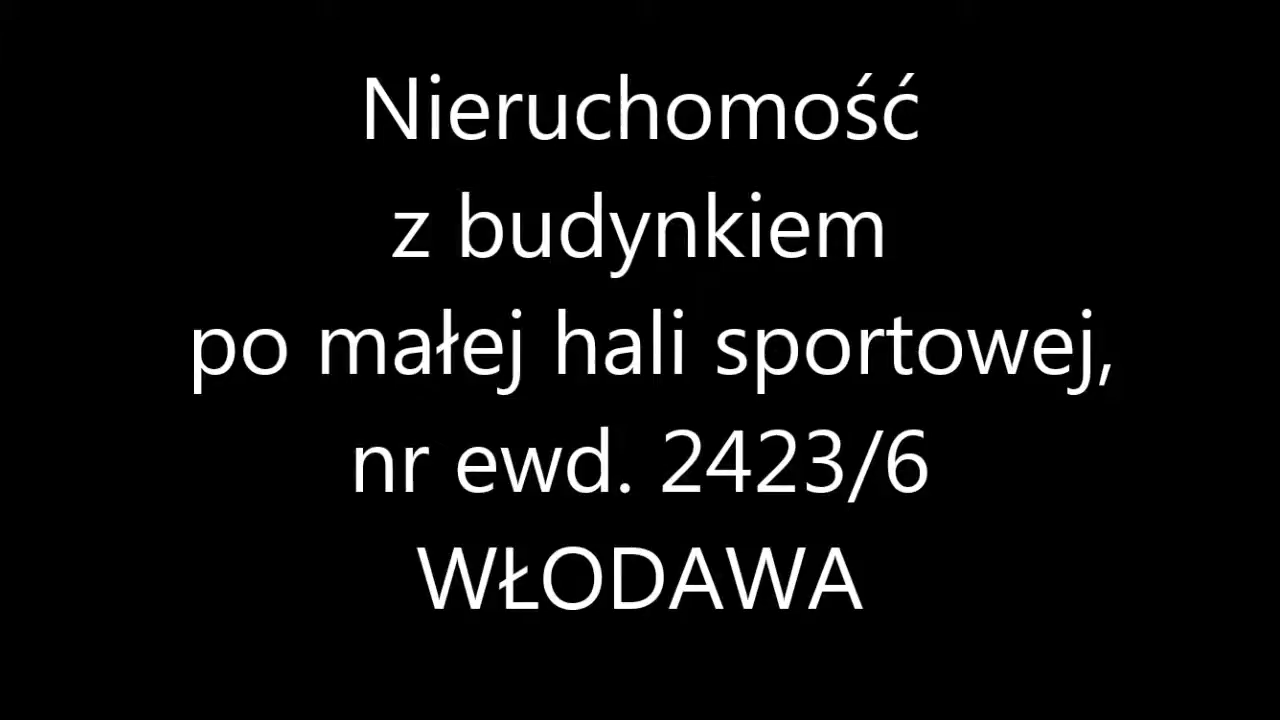 Nieruchomość
z budynkiem
po małej hali sportowej,
nr ewd. 2423/6
WŁODAWA